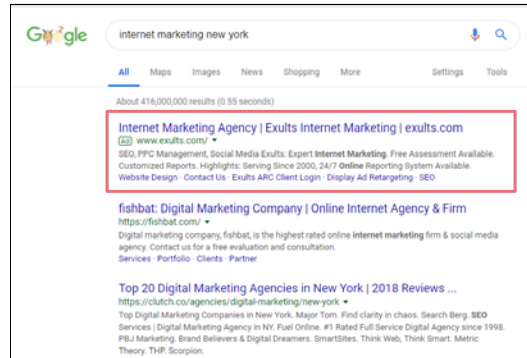 Google
internet marketing new york
All Maps Images News Shopping More Settings Tools
About 416,000,000 results (0.55 seconds)
Internet Marketing Agency | Exults Internet Marketing | exults.com
Ad www.exults.com/
SEO, PPC Management, Social Media Exults: Expert Internet Marketing. Free Assessment Available.
Customized Reports. Highlights: Serving Since 2000, 24/7 Online Reporting System Available.
Website Design · Contact Us · Exults ARC Client Login · Display Ad Retargeting · SEO
fishbat: Digital Marketing Company | Online Internet Agency & Firm
https://fishbat.com/
Digital marketing company, fishbat, is the highest rated online internet marketing firm & social media
agency. Contact us for a free evaluation and consultation.
Services · Portfolio · Clients · Partner
Top 20 Digital Marketing Agencies in New York | 2018 Reviews ...
https://clutch.co/agencies/digital-marketing/new-york
Top Digital Marketing Companies in New York. Major Tom. Find clarity in chaos. Search Berg. SEO
Services | Digital Marketing Agency in NY. Fuel Online. #1 Rated Full Service Digital Agency since 1998.
PBJ Marketing. Brand Believers & Digital Dreamers. SmartSites. Think Web, Think Smart. Metric
Theory. THP. Scorpion.